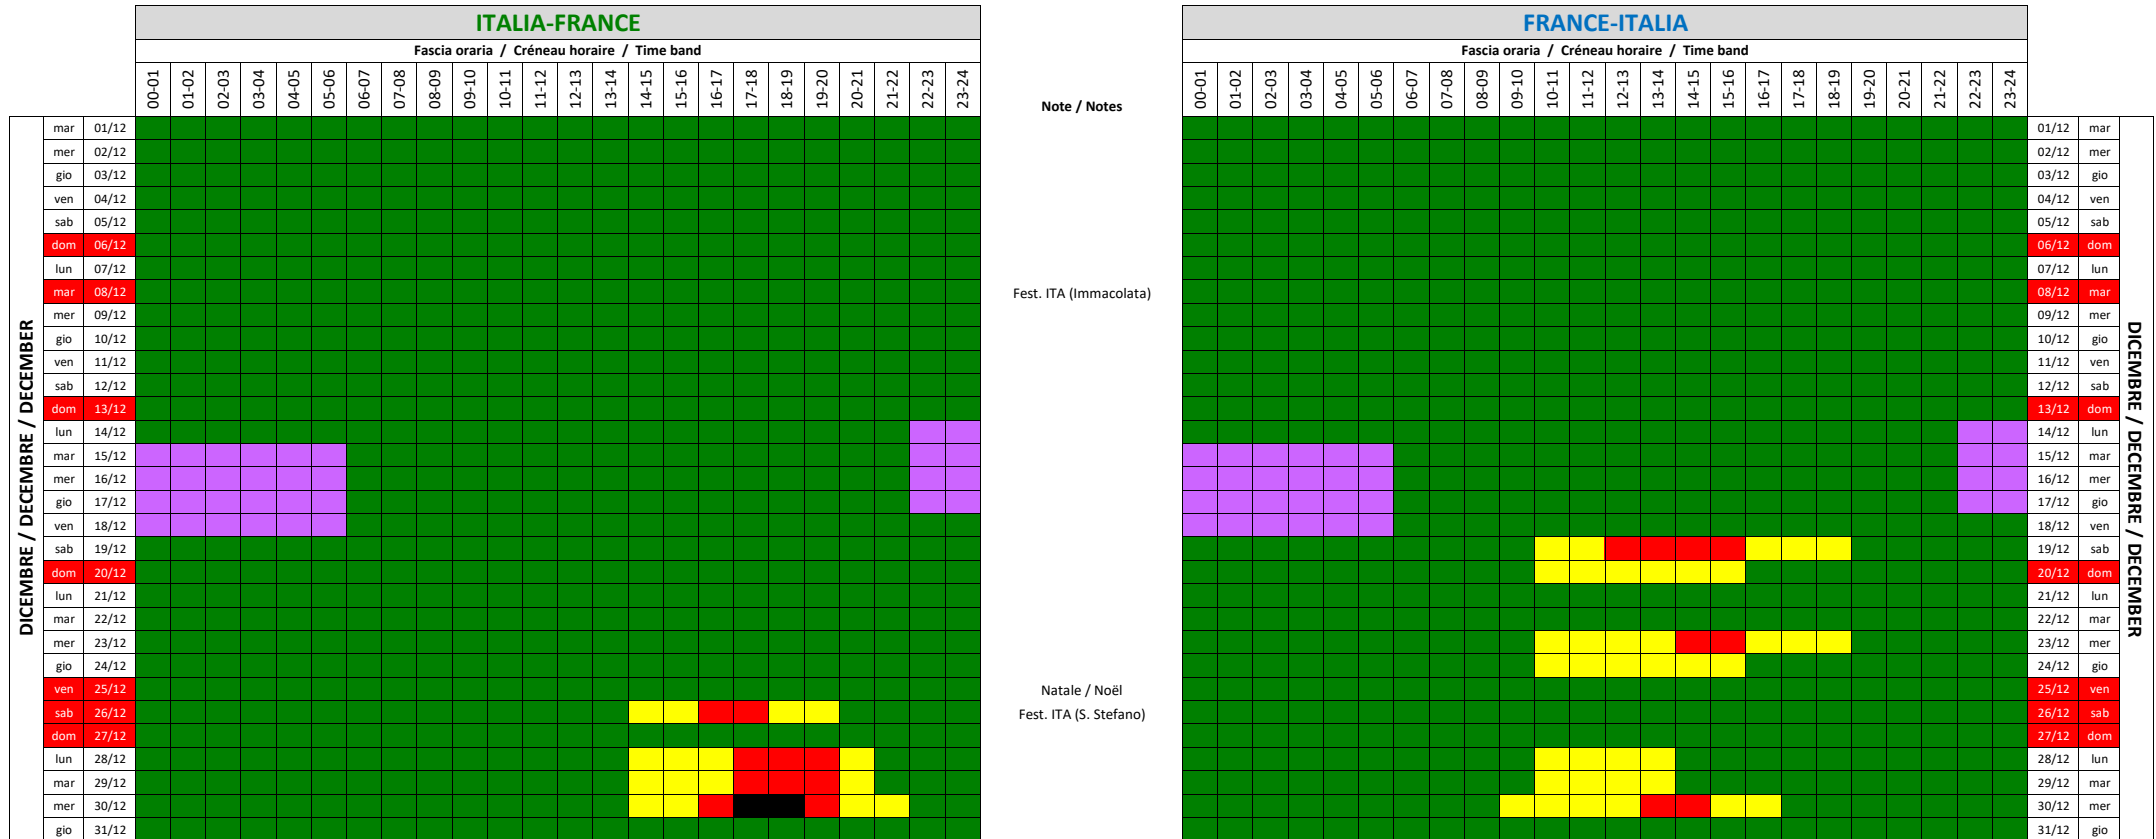 ITALIA-FRANCE FRANCE-ITALIA
Fascia oraria / Créneau horaire / Time band Fascia oraria / Créneau horaire / Time band
00-01 01-02 02-03 03-04 04-05 05-06 06-07 07-08 08-09 09-10 10-11 11-12 12-13 13-14 14-15 15-16 16-17 17-18 18-19 19-20 20-21 21-22 22-23 23-24 Note / Notes 00-01 01-02 02-03 03-04 04-05 05-06 06-07 07-08 08-09 09-10 10-11 11-12 12-13 13-14 14-15 15-16 16-17 17-18 18-19 19-20 20-21 21-22 22-23 23-24
DICEMBRE / DECEMBRE / DECEMBER
mar 01/12 01/12 mar
mer 02/12 02/12 mer
gio 03/12 03/12 gio
ven 04/12 04/12 ven
sab 05/12 05/12 sab
dom 06/12 06/12 dom
lun 07/12 07/12 lun
mar 08/12 Fest. ITA (Immacolata) 08/12 mar
mer 09/12 09/12 mer
gio 10/12 10/12 gio
ven 11/12 11/12 ven
sab 12/12 12/12 sab
dom 13/12 13/12 dom
lun 14/12 14/12 lun
mar 15/12 15/12 mar
mer 16/12 16/12 mer
gio 17/12 17/12 gio
ven 18/12 18/12 ven
sab 19/12 19/12 sab
dom 20/12 20/12 dom
lun 21/12 21/12 lun
mar 22/12 22/12 mar
mer 23/12 23/12 mer
gio 24/12 24/12 gio
ven 25/12 Natale / Noël 25/12 ven
sab 26/12 Fest. ITA (S. Stefano) 26/12 sab
dom 27/12 27/12 dom
lun 28/12 28/12 lun
mar 29/12 29/12 mar
mer 30/12 30/12 mer
gio 31/12 31/12 gio
DICEMBRE / DECEMBRE / DECEMBER